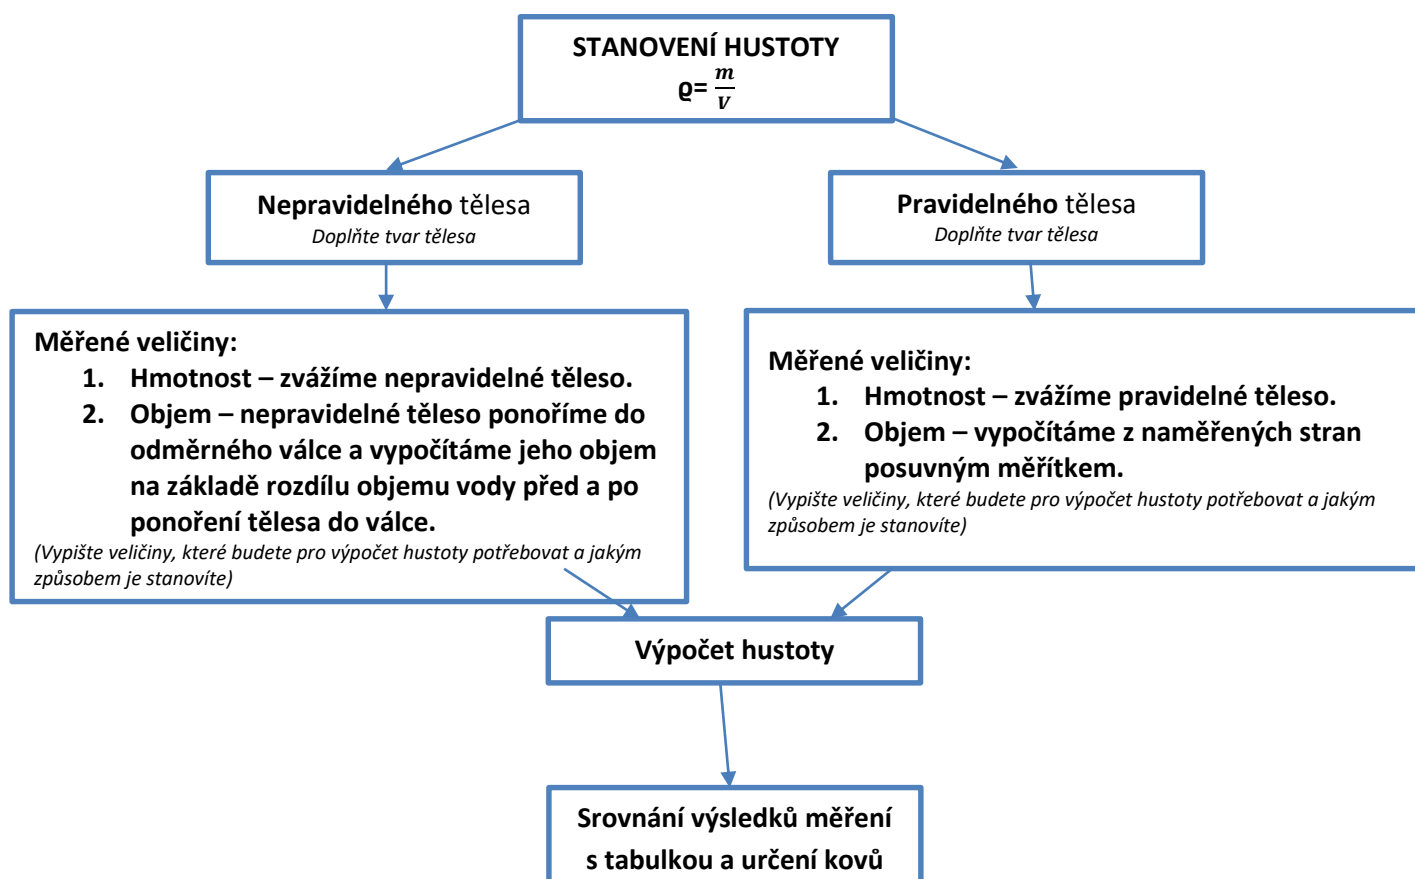 STANOVENÍ HUSTOTY
ϱ= m/V
Nepravidelného tělesa
Doplňte tvar tělesa
Pravidelného tělesa
Doplňte tvar tělesa
Měřené veličiny:
1. Hmotnost – zvážíme nepravidelné těleso.
2. Objem – nepravidelné těleso ponoříme do
odměrného válce a vypočítáme jeho objem
na základě rozdílu objemu vody před a po
ponoření tělesa do válce.
(Vypište veličiny, které budete pro výpočet hustoty potřebovat a jakým
způsobem je stanovíte)
Měřené veličiny:
1. Hmotnost – zvážíme pravidelné těleso.
2. Objem – vypočítáme z naměřených stran
posuvným měřítkem.
(Vypište veličiny, které budete pro výpočet hustoty potřebovat a jakým
způsobem je stanovíte)
Výpočet hustoty
Srovnání výsledků měření
s tabulkou a určení kovů